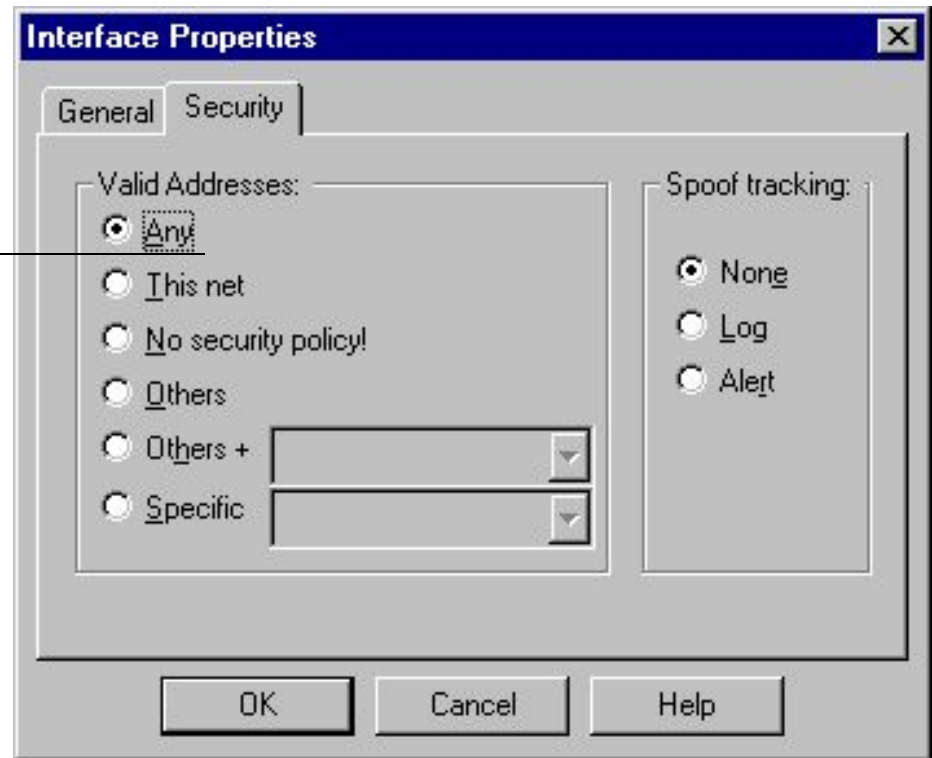 Interface Properties
General
Security
Valid Addresses:
Any
This net
No security policy!
Others
Others +
Specific
Spoof tracking:
None
Log
Alert
OK
Cancel
Help